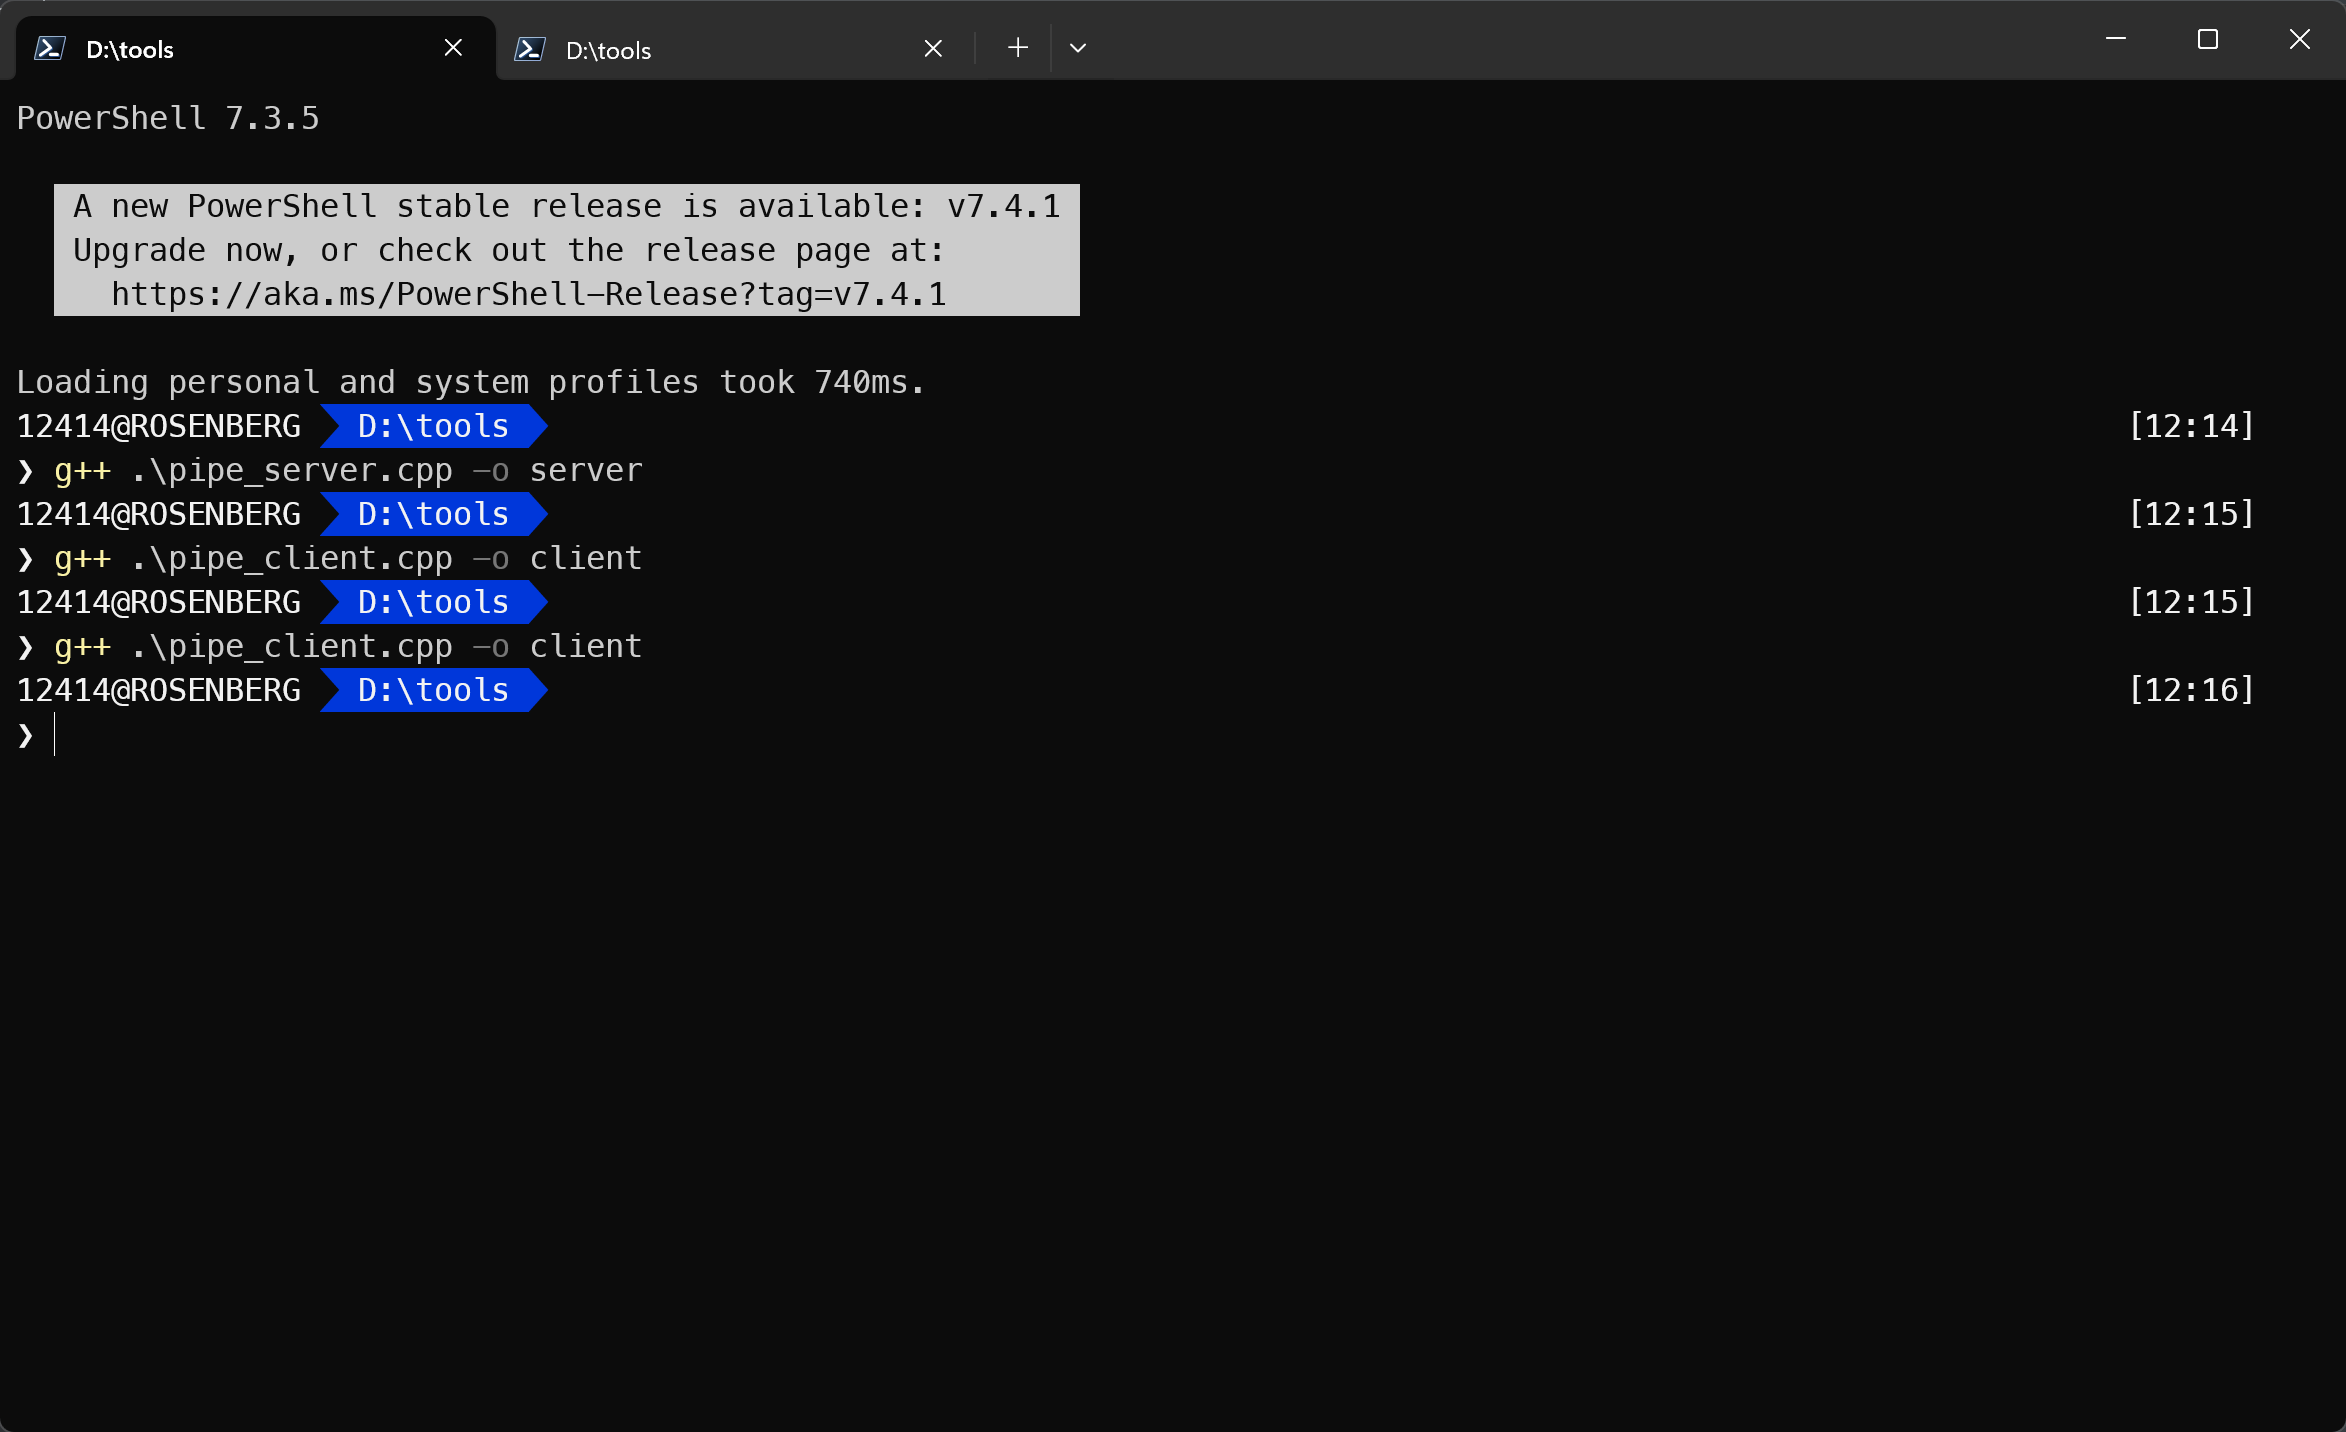 D:\tools
D:\tools
PowerShell 7.3.5
A new PowerShell stable release is available: v7.4.1
Upgrade now, or check out the release page at:
https://aka.ms/PowerShell-Release?tag=v7.4.1
Loading personal and system profiles took 740ms.
12414@ROSENBERG D:\tools [12:14]
❯ g++ .\pipe_server.cpp -o server
12414@ROSENBERG D:\tools [12:15]
❯ g++ .\pipe_client.cpp -o client
12414@ROSENBERG D:\tools [12:15]
❯ g++ .\pipe_client.cpp -o client
12414@ROSENBERG D:\tools [12:16]
❯